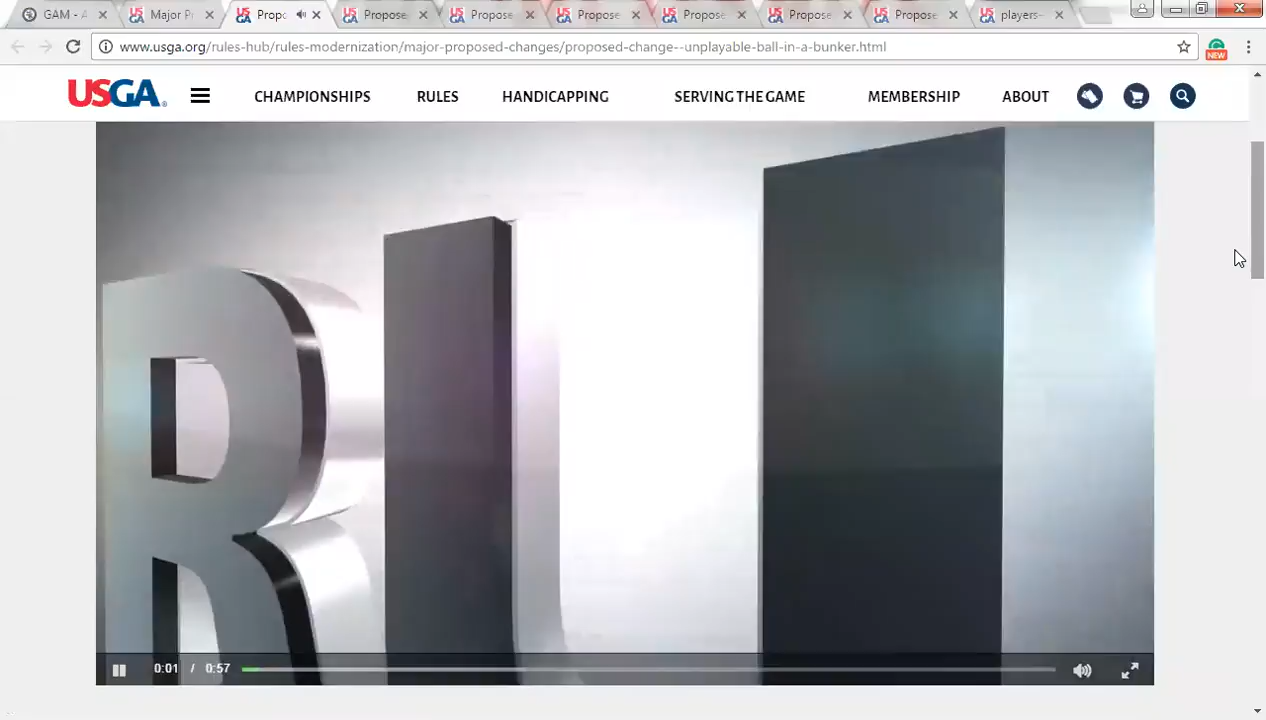 GAM - A
Major Pr
Propo
Propose
Propose
Propose
Propose
Propose
Propose
players-
www.usga.org/rules-hub/rules-modernization/major-proposed-changes/proposed-change--unplayable-ball-in-a-bunker.html
NEW
USGA
CHAMPIONSHIPS RULES HANDICAPPING SERVING THE GAME MEMBERSHIP ABOUT
R
0:01 / 0:57